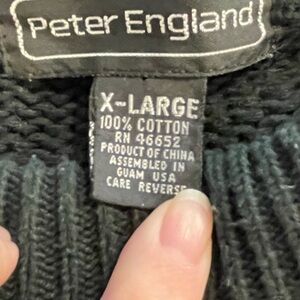 Peter England
X-LARGE
100% COTTON
RN 46652
PRODUCT OF CHINA
ASSEMBLED IN
GUAM USA
CARE REVERSE